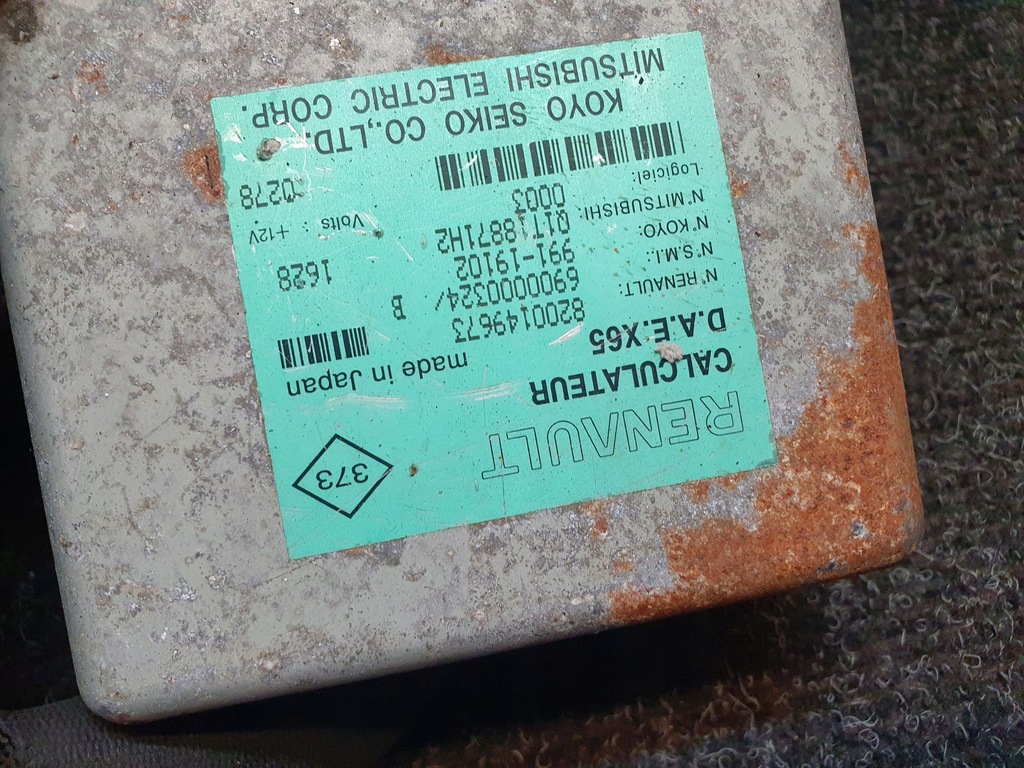 RENAULT
373
CALCULATEUR
D.A.E.X65
made in Japan
N° RENAULT: 8200149673
N°S.M.I.: 690000324/ B
N° KOYO: 991-19102 1628
N°MITSUBISHI: Q1T18871H2
Logiciel: 0003 Volts : +12V
0278
KOYO SEIKO CO.,LTD.
MITSUBISHI ELECTRIC CORP.